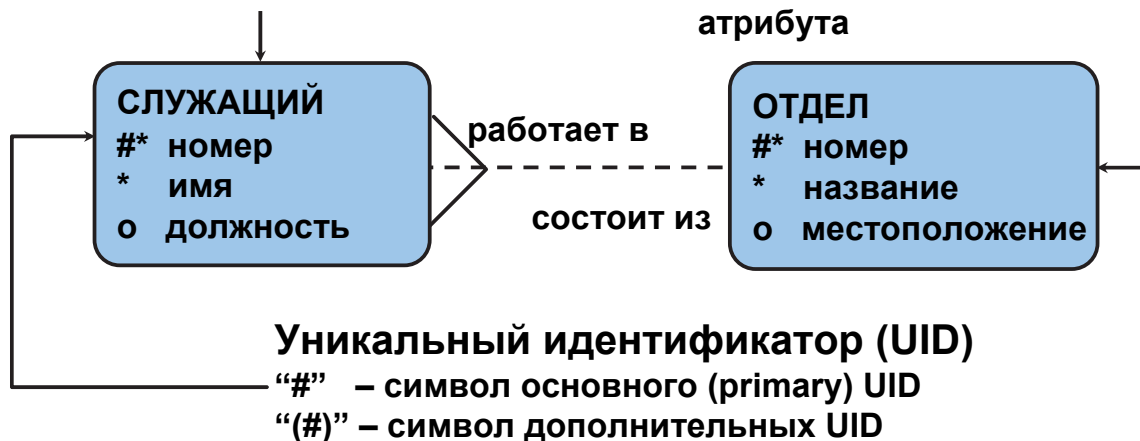 атрибута
СЛУЖАЩИЙ
#* номер
* имя
о должность
работает в
состоит из
ОТДЕЛ
#* номер
* название
о местоположение
Уникальный идентификатор (UID)
“#” – символ основного (primary) UID
“(#)” – символ дополнительных UID